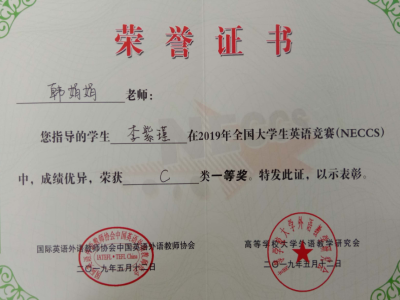 荣誉证书
韩娟娟 老师:
您指导的学生 李紫瑾 在2019年全国大学生英语竞赛(NECCS)
中，成绩优异，荣获 C 类一等奖。特发此证，以示表彰。
国际英语外语教师协会中国英语外语教师协会
高等学校大学外语教学研究会
二〇一九年五月十二日
二〇一九年五月十二日